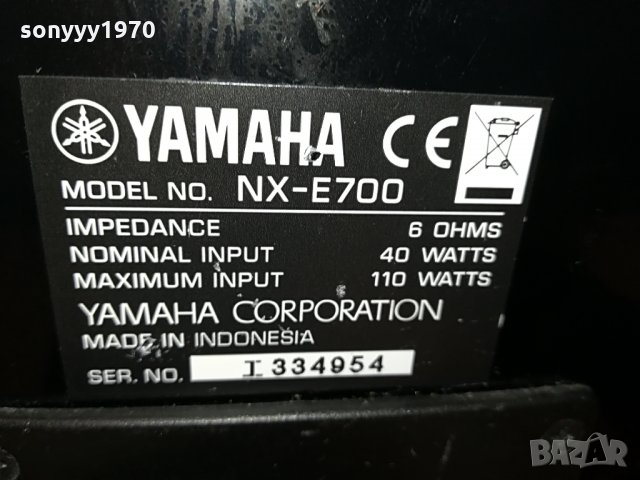 sonyyy1970
YAMAHA CE
MODEL NO. NX-E700
IMPEDANCE 6 OHMS
NOMINAL INPUT 40 WATTS
MAXIMUM INPUT 110 WATTS
YAMAHA CORPORATION
MADE IN INDONESIA
SER. NO. I 334954
BAZAR